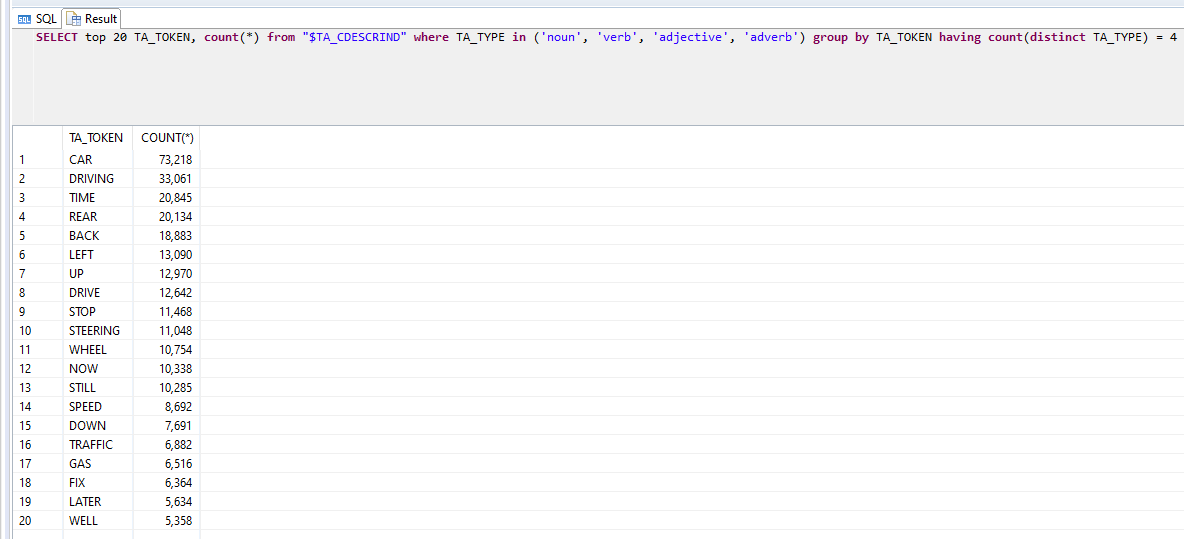 SQL Result
SELECT top 20 TA_TOKEN, count(*) from "$TA_CDESCRIND" where TA_TYPE in ('noun', 'verb', 'adjective', 'adverb') group by TA_TOKEN having count(distinct TA_TYPE) = 4
TA_TOKEN COUNT(*)
1 CAR 73,218
2 DRIVING 33,061
3 TIME 20,845
4 REAR 20,134
5 BACK 18,883
6 LEFT 13,090
7 UP 12,970
8 DRIVE 12,642
9 STOP 11,468
10 STEERING 11,048
11 WHEEL 10,754
12 NOW 10,338
13 STILL 10,285
14 SPEED 8,692
15 DOWN 7,691
16 TRAFFIC 6,882
17 GAS 6,516
18 FIX 6,364
19 LATER 5,634
20 WELL 5,358